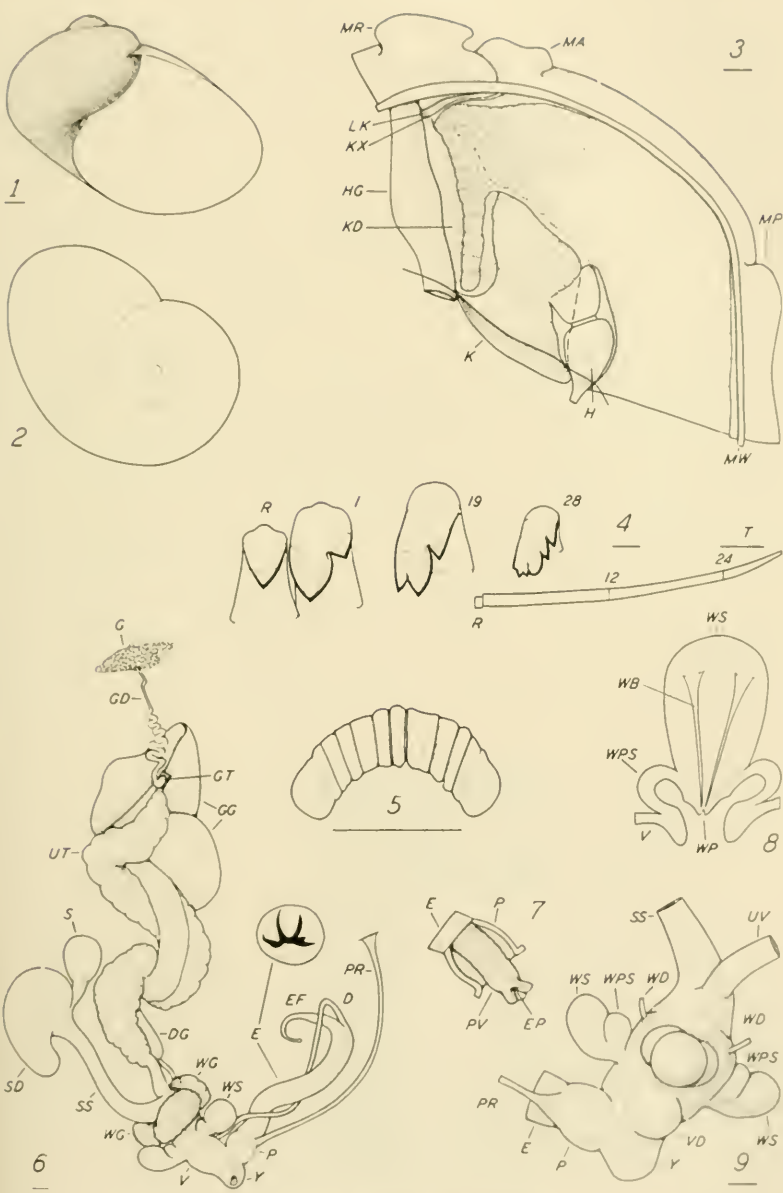 1
2
MR
MA
3
LK
KX
HG
KD
MP
K
H
MW
R
1
19
28
4
T
24
12
R
5
WS
WB
WPS
V
WP
8
G
GD
GT
GG
UT
S
DG
WG
SD
SS
WG
WS
V
E
EF
D
PR
P
Y
6
E
P
7
PV
EP
SS
UV
WS
WPS
WD
WD
WPS
WS
PR
E
P
VD
Y
9